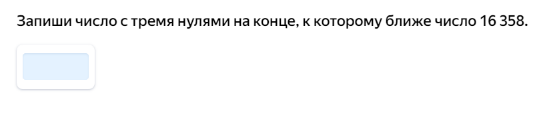 Запиши число с тремя нулями на конце, к которому ближе число 16 358.